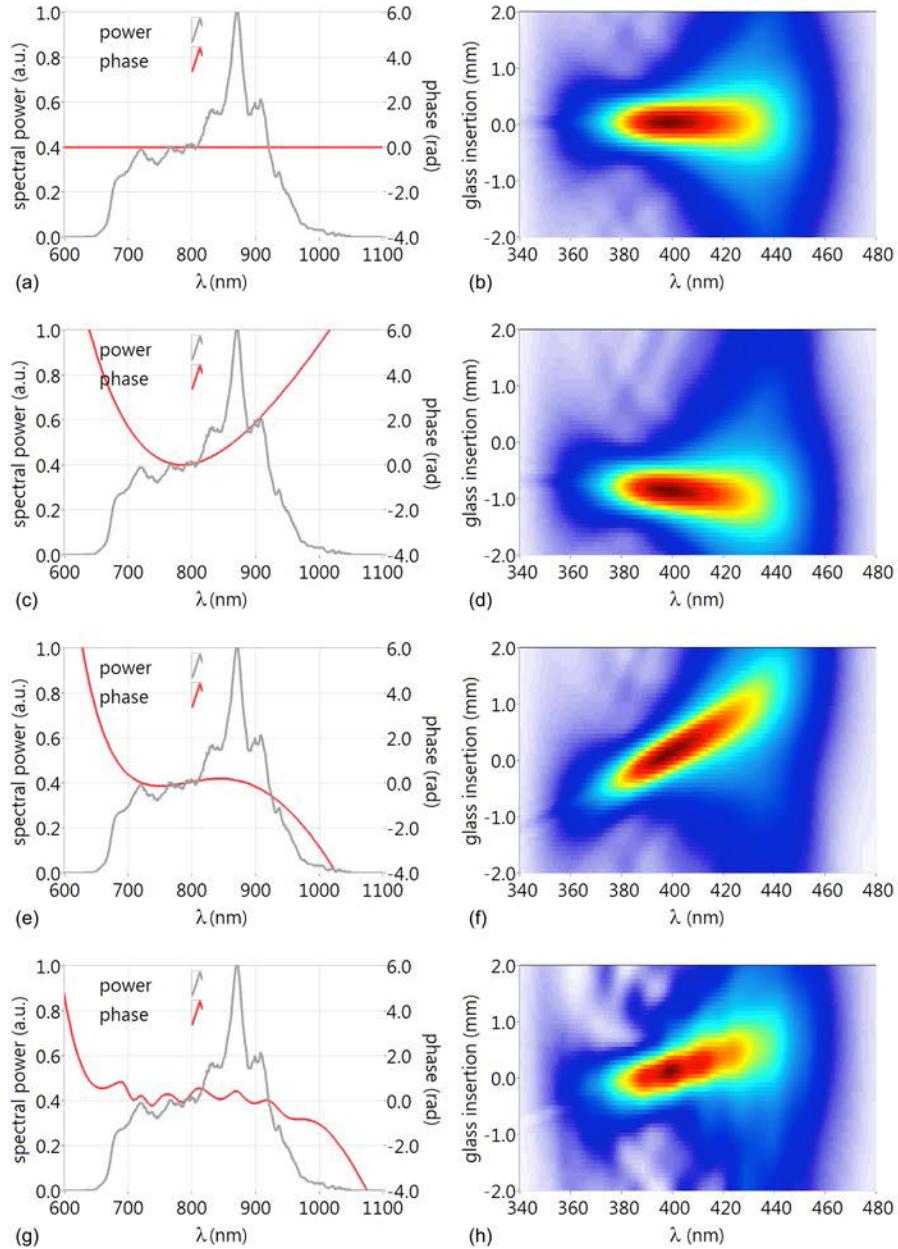 1.0 0.8 0.6 0.4 0.2 0.0
spectral power (a.u.)
power
phase
6.0 4.0 2.0 0.0 -2.0 -4.0
phase (rad)
600 700 800 900 1000 1100
λ (nm)
(a)
2.0 1.0 0.0 -1.0 -2.0
glass insertion (mm)
340 360 380 400 420 440 460 480
λ (nm)
(b)
1.0 0.8 0.6 0.4 0.2 0.0
spectral power (a.u.)
power
phase
6.0 4.0 2.0 0.0 -2.0 -4.0
phase (rad)
600 700 800 900 1000 1100
λ (nm)
(c)
2.0 1.0 0.0 -1.0 -2.0
glass insertion (mm)
340 360 380 400 420 440 460 480
λ (nm)
(d)
1.0 0.8 0.6 0.4 0.2 0.0
spectral power (a.u.)
power
phase
6.0 4.0 2.0 0.0 -2.0 -4.0
phase (rad)
600 700 800 900 1000 1100
λ (nm)
(e)
2.0 1.0 0.0 -1.0 -2.0
glass insertion (mm)
340 360 380 400 420 440 460 480
λ (nm)
(f)
1.0 0.8 0.6 0.4 0.2 0.0
spectral power (a.u.)
power
phase
6.0 4.0 2.0 0.0 -2.0 -4.0
phase (rad)
600 700 800 900 1000 1100
λ (nm)
(g)
2.0 1.0 0.0 -1.0 -2.0
glass insertion (mm)
340 360 380 400 420 440 460 480
λ (nm)
(h)